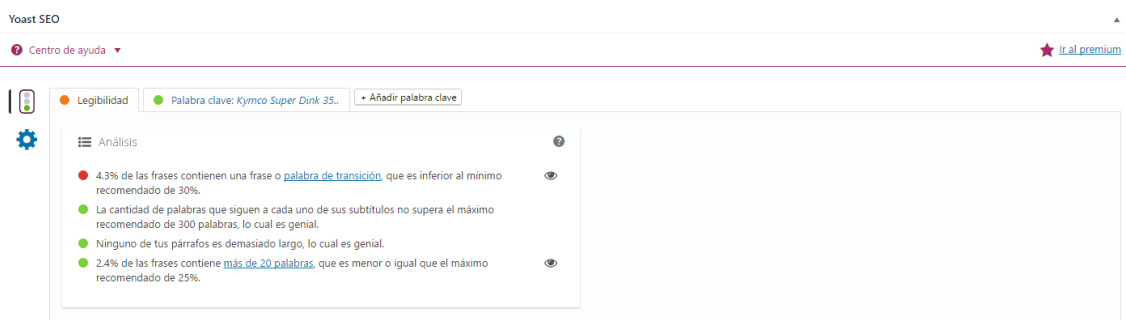 Yoast SEO
Centro de ayuda
Ir al premium
Legibilidad
Palabra clave: Kymco Super Dink 35..
+ Añadir palabra clave
Análisis
4.3% de las frases contienen una frase o palabra de transición, que es inferior al mínimo
recomendado de 30%.
La cantidad de palabras que siguen a cada uno de sus subtítulos no supera el máximo
recomendado de 300 palabras, lo cual es genial.
Ninguno de tus párrafos es demasiado largo, lo cual es genial.
2.4% de las frases contiene más de 20 palabras, que es menor o igual que el máximo
recomendado de 25%.